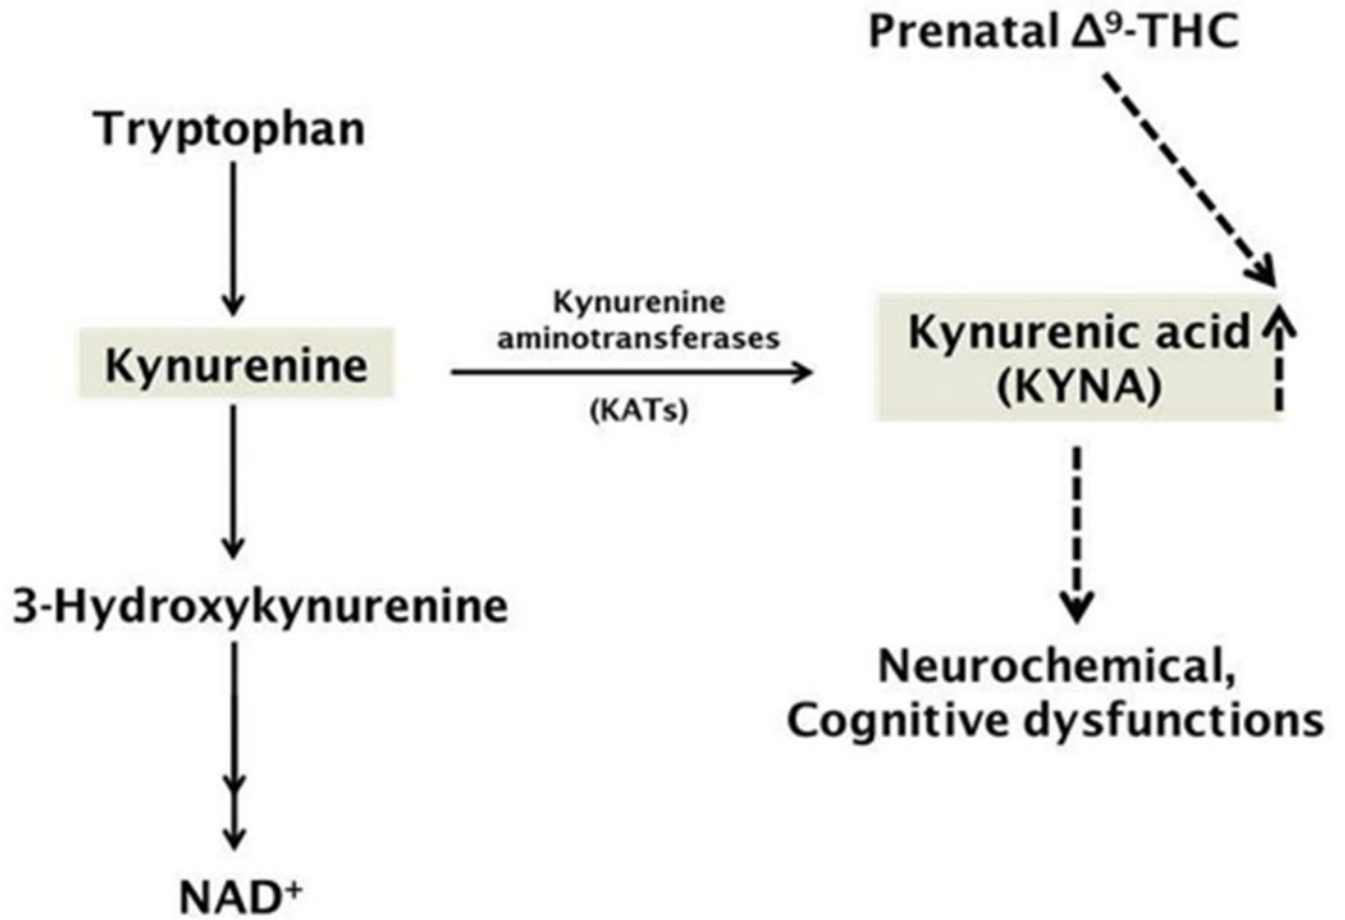 Prenatal Δ⁹-THC
Tryptophan
Kynurenine
aminotransferases
(KATs)
Kynurenine
Kynurenic acid
(KYNA)
3-Hydroxykynurenine
Neurochemical,
Cognitive dysfunctions
NAD⁺